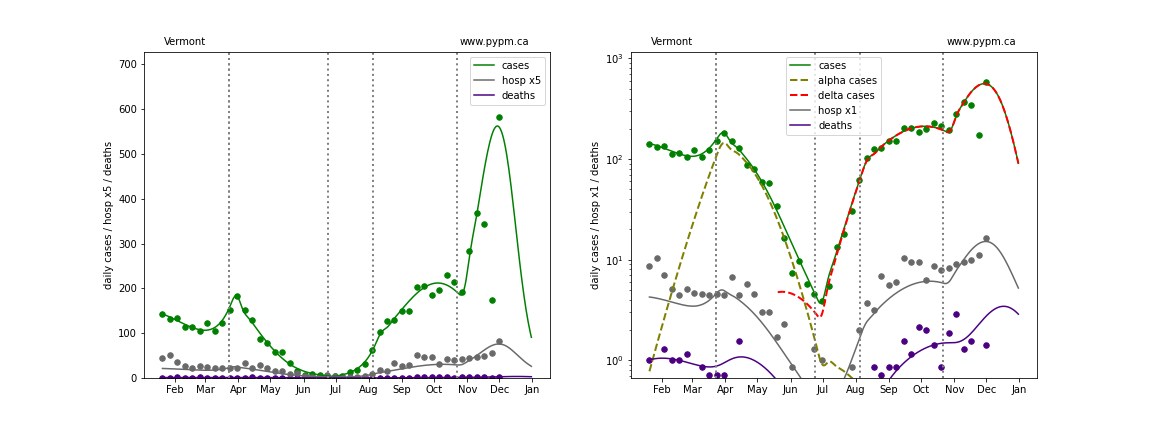 Vermont
www.pypm.ca
cases
hosp x5
deaths
daily cases / hosp x5 / deaths
700
600
500
400
300
200
100
0
Feb
Mar
Apr
May
Jun
Jul
Aug
Sep
Oct
Nov
Dec
Jan
Vermont
www.pypm.ca
cases
alpha cases
delta cases
hosp x1
deaths
daily cases / hosp x1 / deaths
10³
10²
10¹
10⁰
Feb
Mar
Apr
May
Jun
Jul
Aug
Sep
Oct
Nov
Dec
Jan